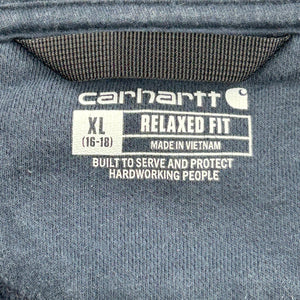 carhartt
XL
(16-18)
RELAXED FIT
MADE IN VIETNAM
BUILT TO SERVE AND PROTECT
HARDWORKING PEOPLE